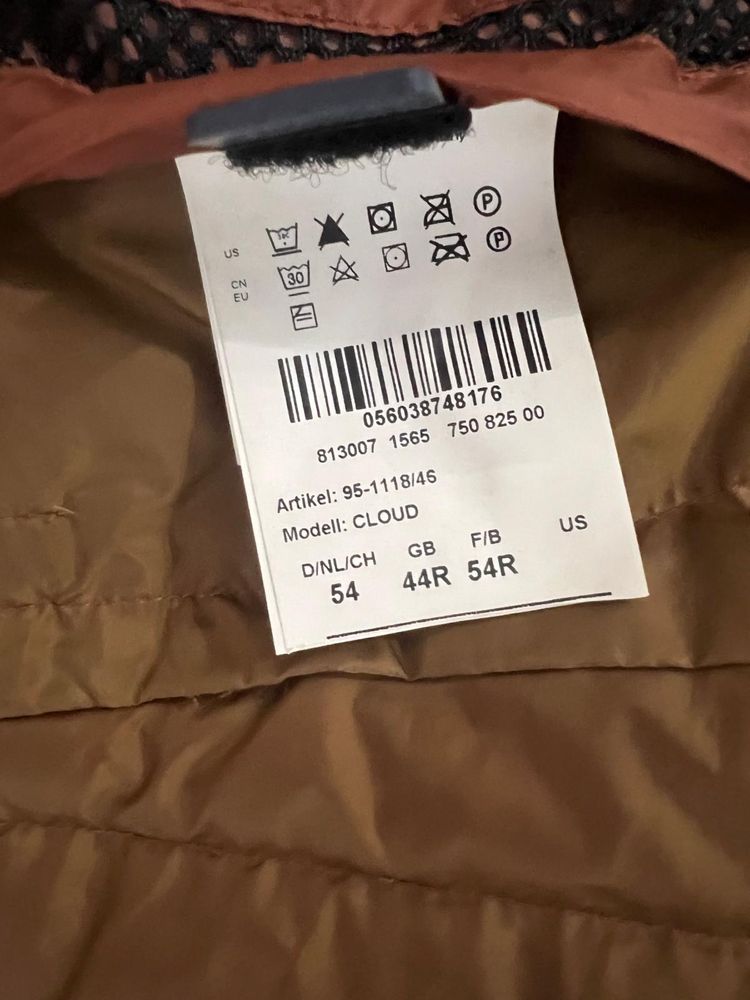 US
P
CN
EU
30
P
056038748176
813007 1565 750 825 00
Artikel: 95-1118/46
Modell: CLOUD
D/NL/CH GB F/B US
54 44R 54R